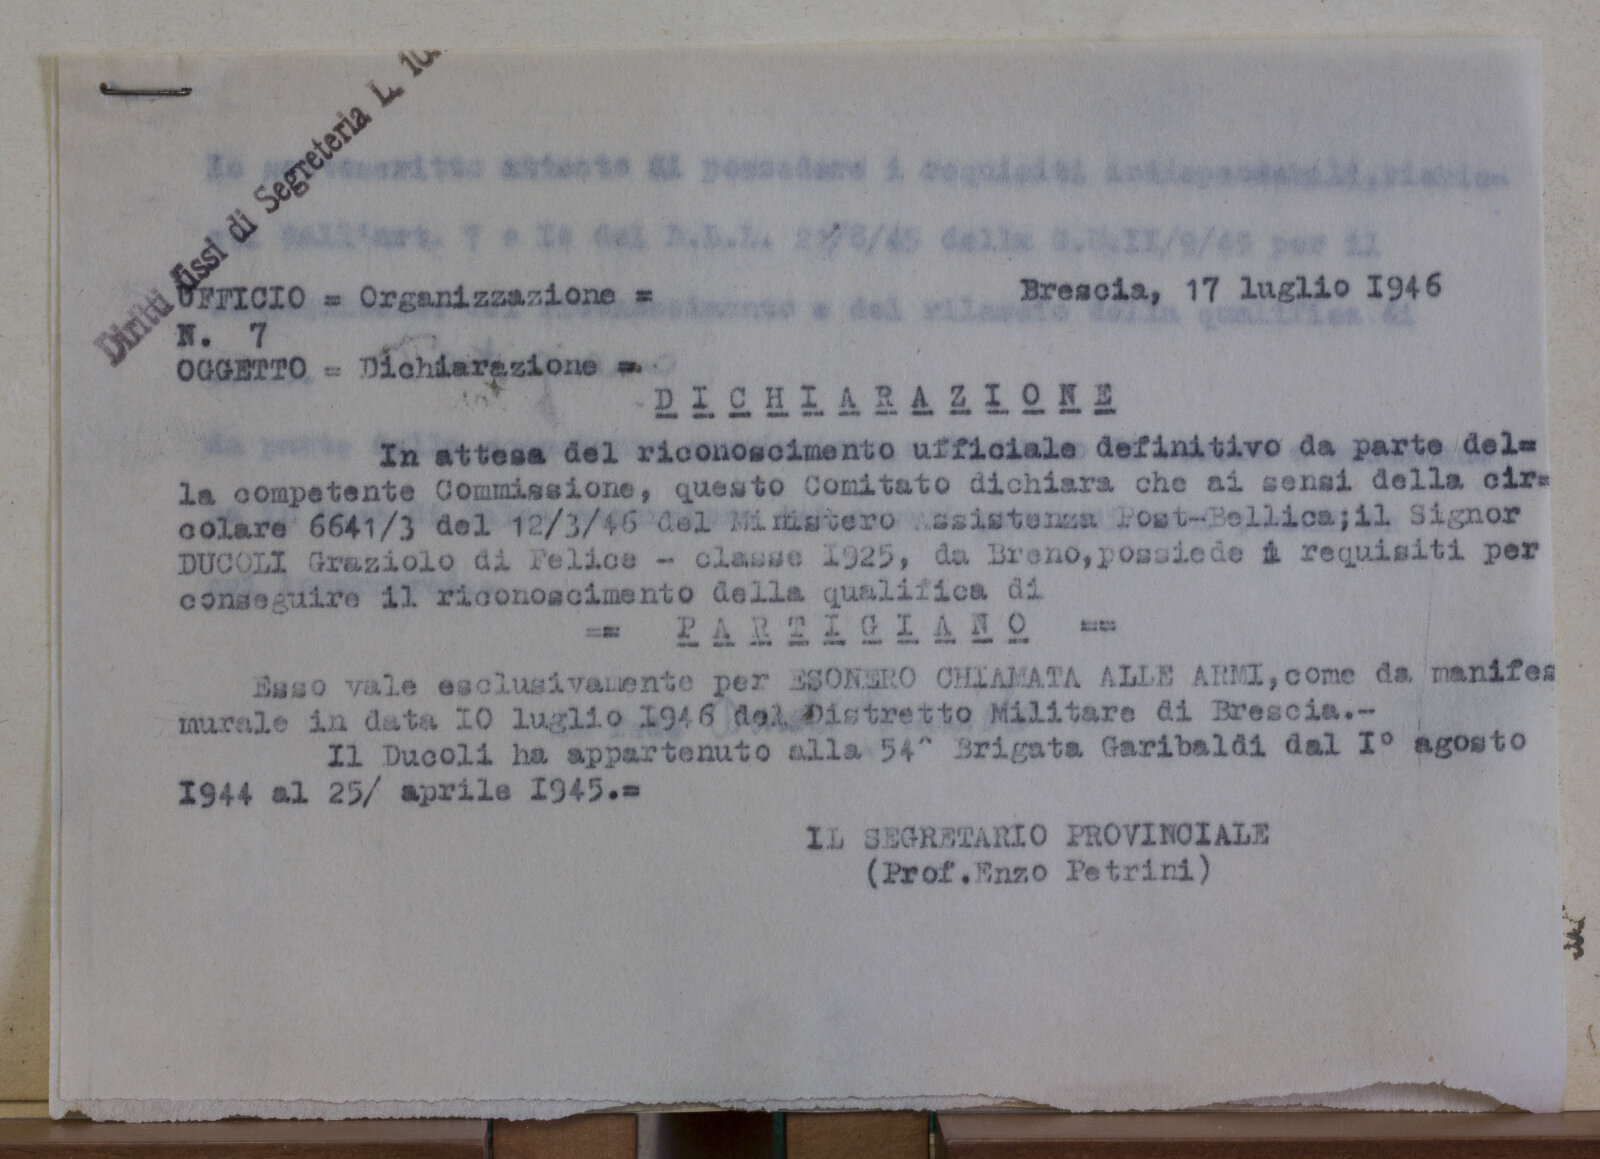 Diritti fissi di Segreteria L. 10.
UFFICIO = Organizzazione =
Brescia, 17 luglio I946
N. 7
OGGETTO = Dichiarazione =
DICHIARAZIONE
In attesa del riconoscimento ufficiale definitivo da parte del=
la competente Commissione, questo Comitato dichiara che ai sensi della cir=
colare 6641/3 del 12/3/46 del Ministero Assistenza Post-Bellica;il Signor
DUCOLI Graziolo di Felice - classe I925, da Breno,possiede i requisiti per
conseguire il riconoscimento della qualifica di
== PARTIGIANO ==
Esso vale esclusivamente per ESONERO CHIAMATA ALLE ARMI,come da manifes
murale in data IO luglio I946 del Distretto Militare di Brescia.-
Il Ducoli ha appartenuto alla 54^ Brigata Garibaldi dal I° agosto
I944 al 25/ aprile I945.=
IL SEGRETARIO PROVINCIALE
(Prof.Enzo Petrini)